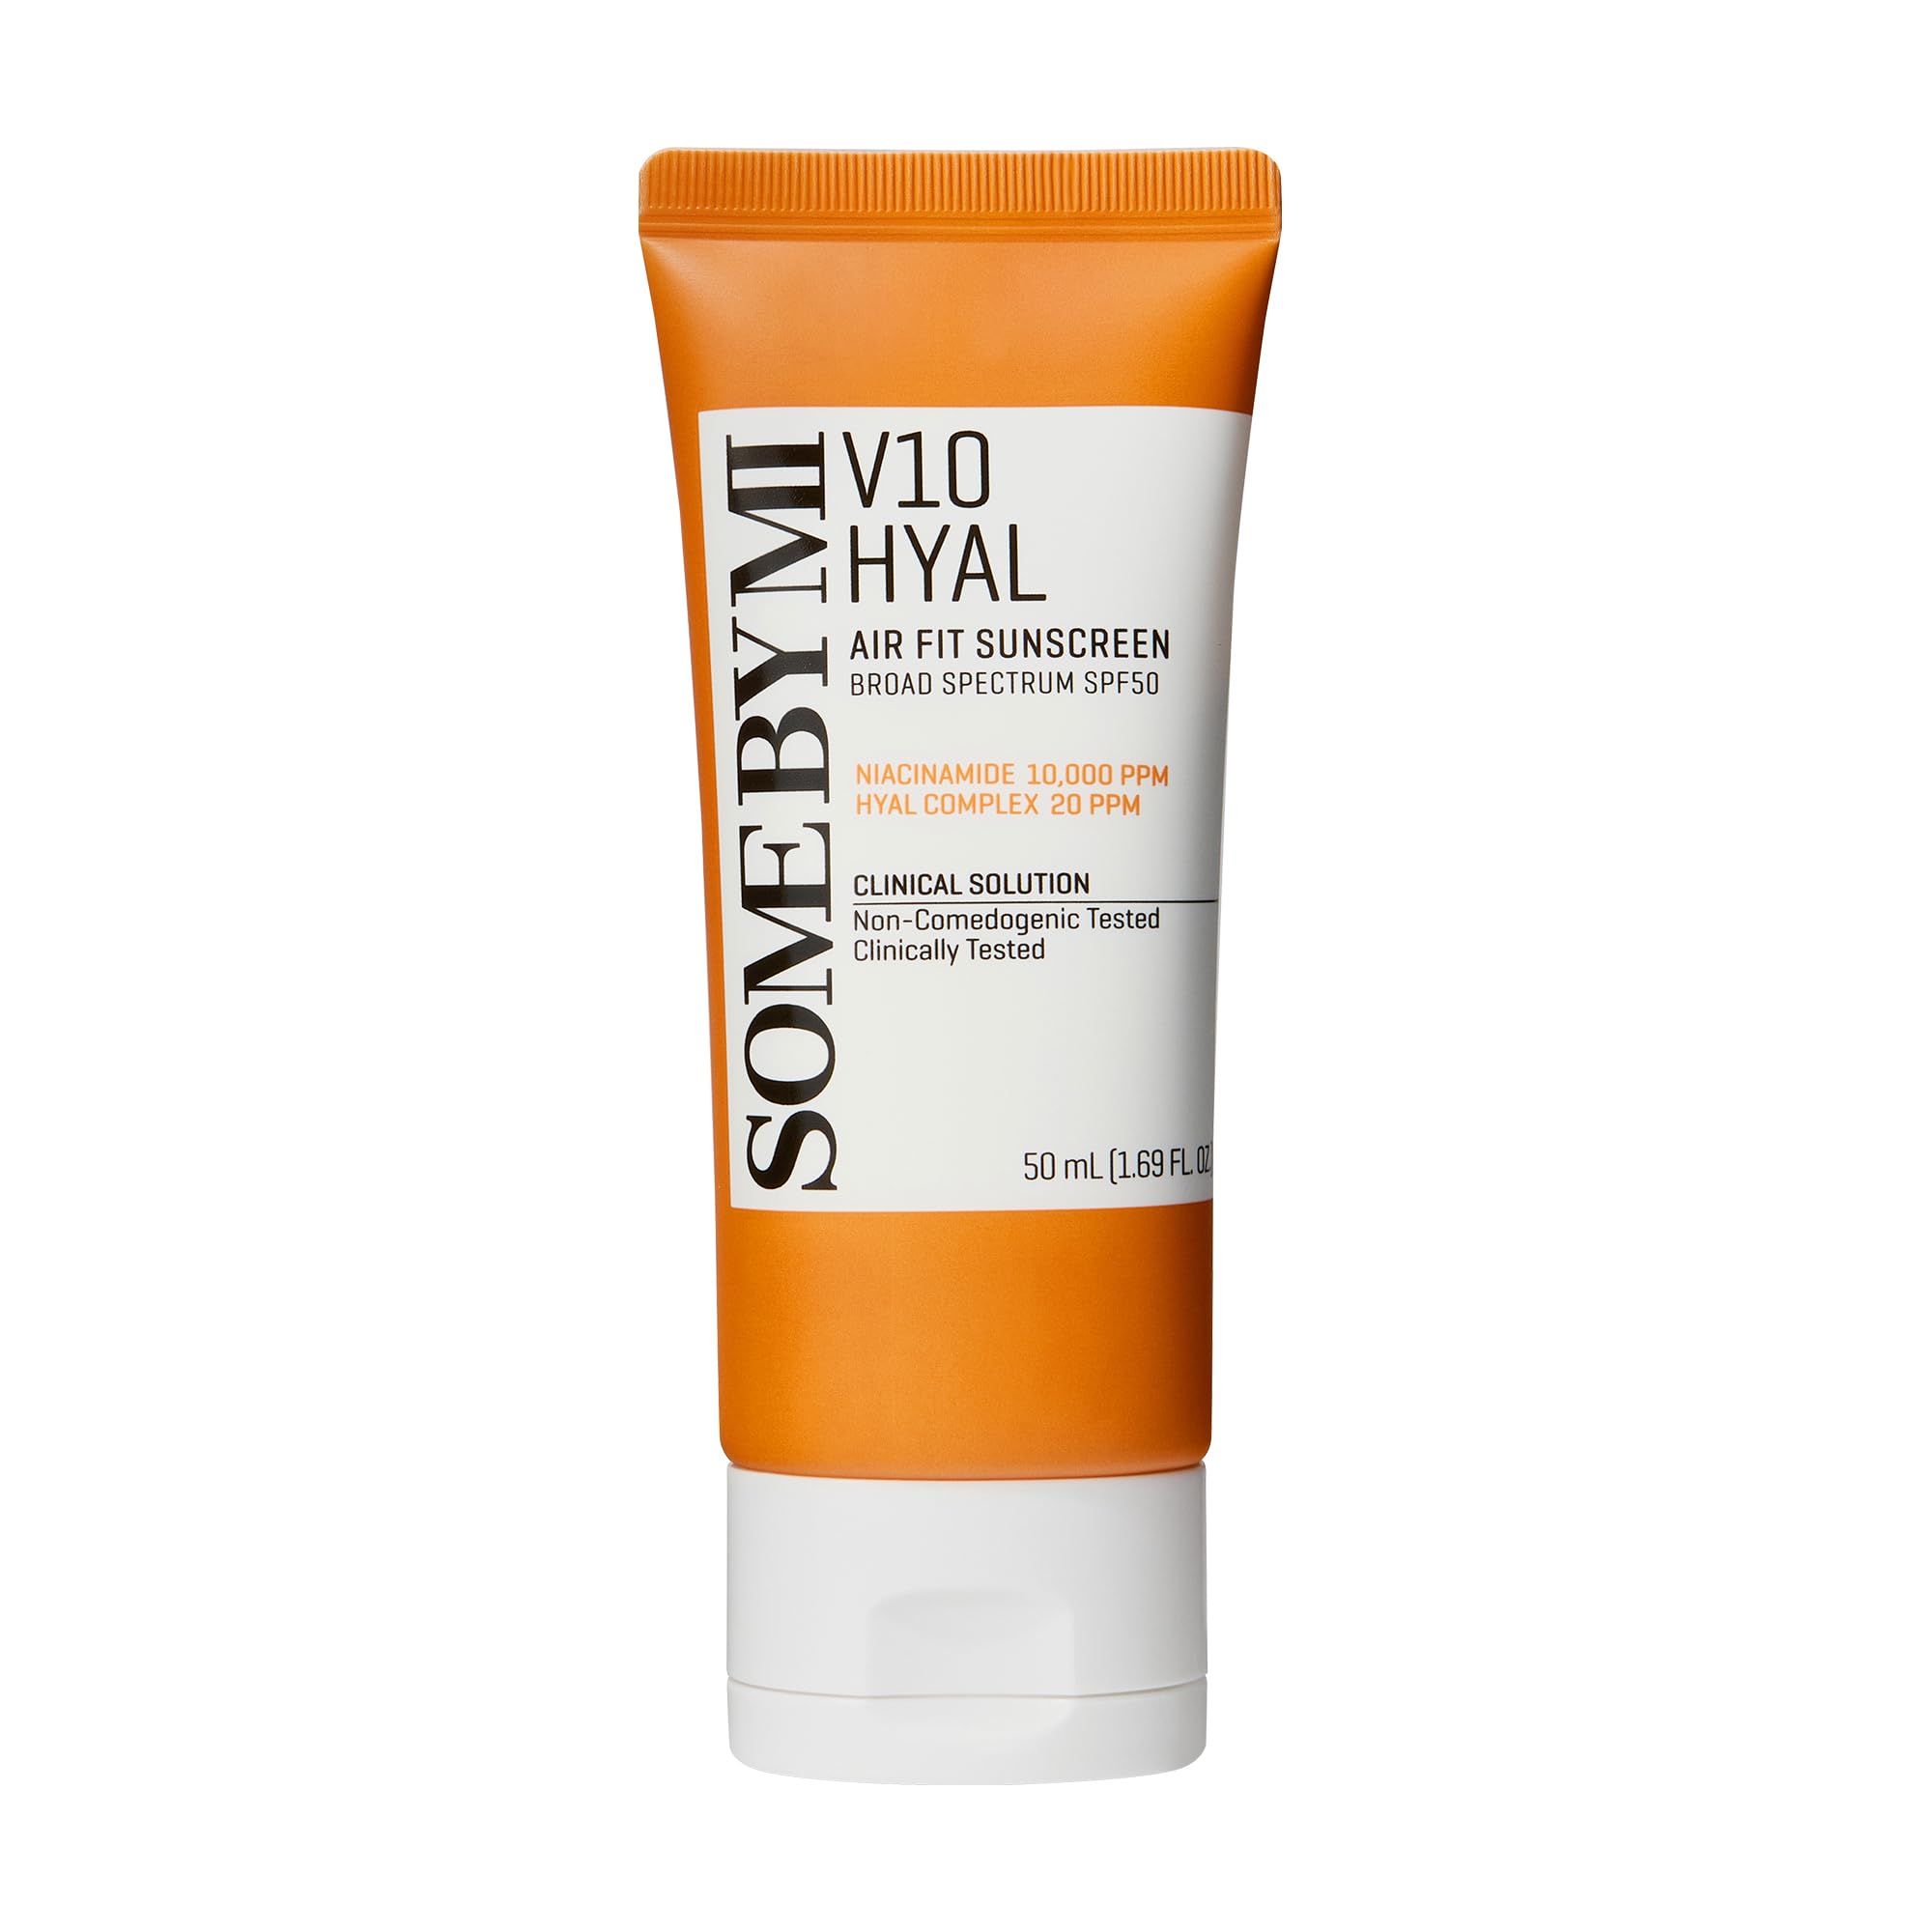 SOMEBYMI
V10
HYAL
AIR FIT SUNSCREEN
BROAD SPECTRUM SPF50
NIACINAMIDE 10,000 PPM
HYAL COMPLEX 20 PPM
CLINICAL SOLUTION
Non-Comedogenic Tested
Clinically Tested
50 mL (1.69 FL. OZ.)